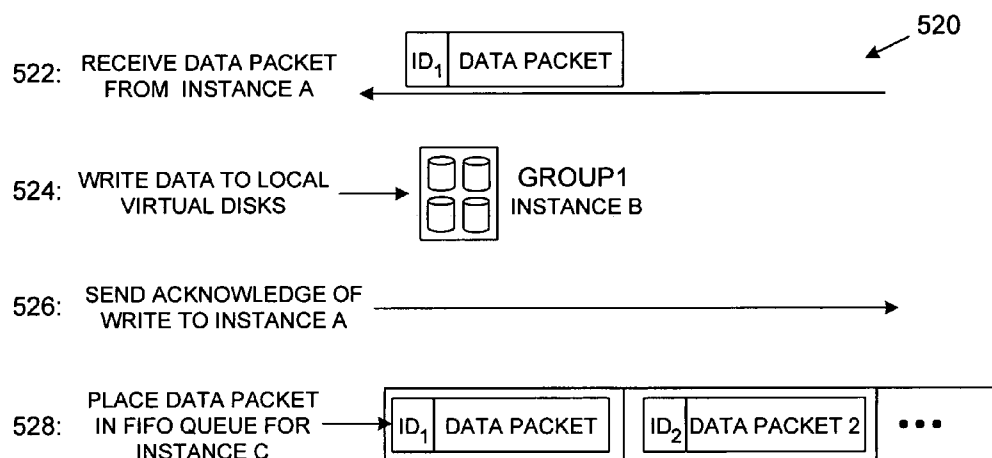 520
522: RECEIVE DATA PACKET FROM INSTANCE A
ID1 DATA PACKET
524: WRITE DATA TO LOCAL VIRTUAL DISKS
GROUP1
INSTANCE B
526: SEND ACKNOWLEDGE OF WRITE TO INSTANCE A
528: PLACE DATA PACKET IN FIFO QUEUE FOR INSTANCE C
ID1 DATA PACKET
ID2 DATA PACKET 2